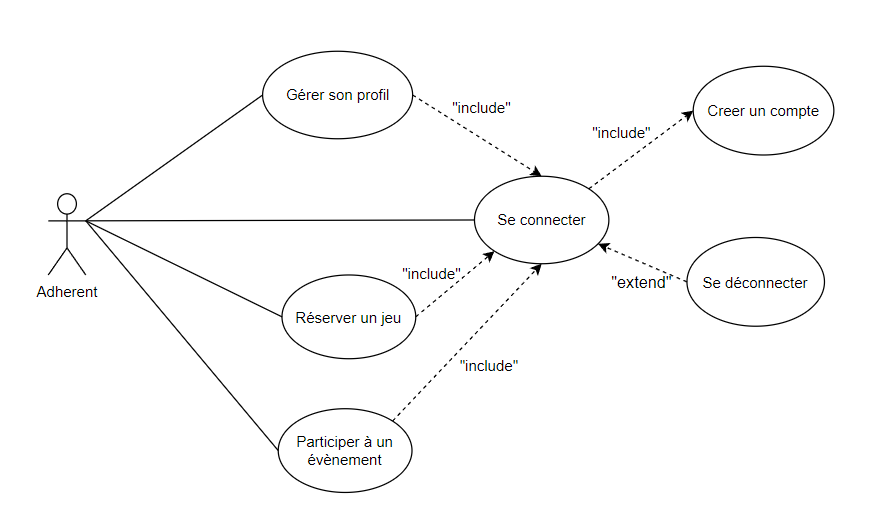 Gérer son profil
"include"
Creer un compte
"include"
Se connecter
Adherent
"include"
"extend"
Se déconnecter
Réserver un jeu
"include"
Participer à un
évènement